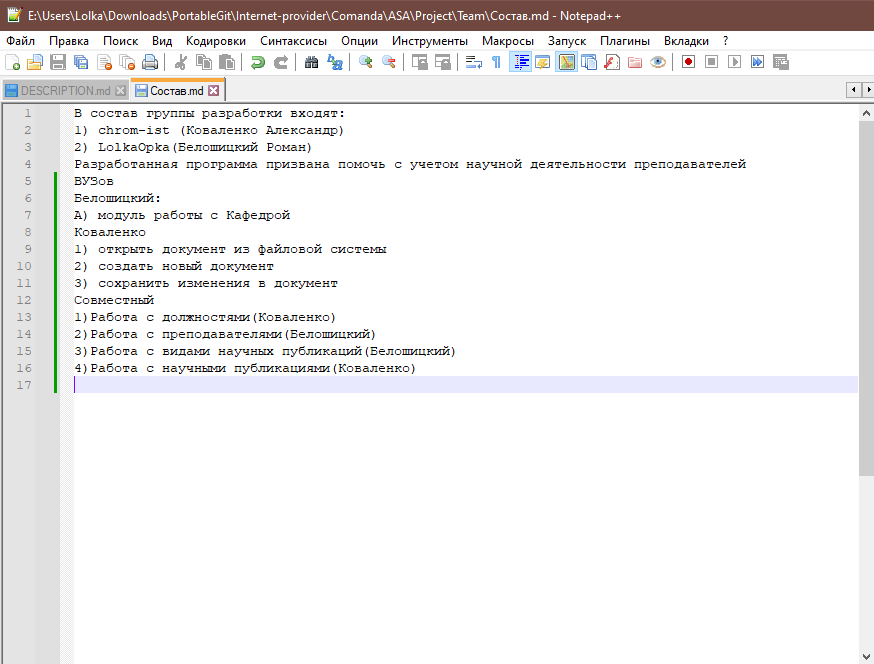 E:\Users\Lolka\Downloads\PortableGit\Internet-provider\Comanda\ASA\Project\Team\Состав.md - Notepad++
Файл Правка Поиск Вид Кодировки Синтаксисы Опции Инструменты Макросы Запуск Плагины Вкладки ?
DESCRIPTION.md Состав.md
1 В состав группы разработки входят:
2 1) chrom-ist (Коваленко Александр)
3 2) LolkaOpka(Белошицкий Роман)
4 Разработанная программа призвана помочь с учетом научной деятельности преподавателей
5 ВУЗов
6 Белошицкий:
7 А) модуль работы с Кафедрой
8 Коваленко
9 1) открыть документ из файловой системы
10 2) создать новый документ
11 3) сохранить изменения в документ
12 Совместный
13 1)Работа с должностями(Коваленко)
14 2)Работа с преподавателями(Белошицкий)
15 3)Работа с видами научных публикаций(Белошицкий)
16 4)Работа с научными публикациями(Коваленко)
17